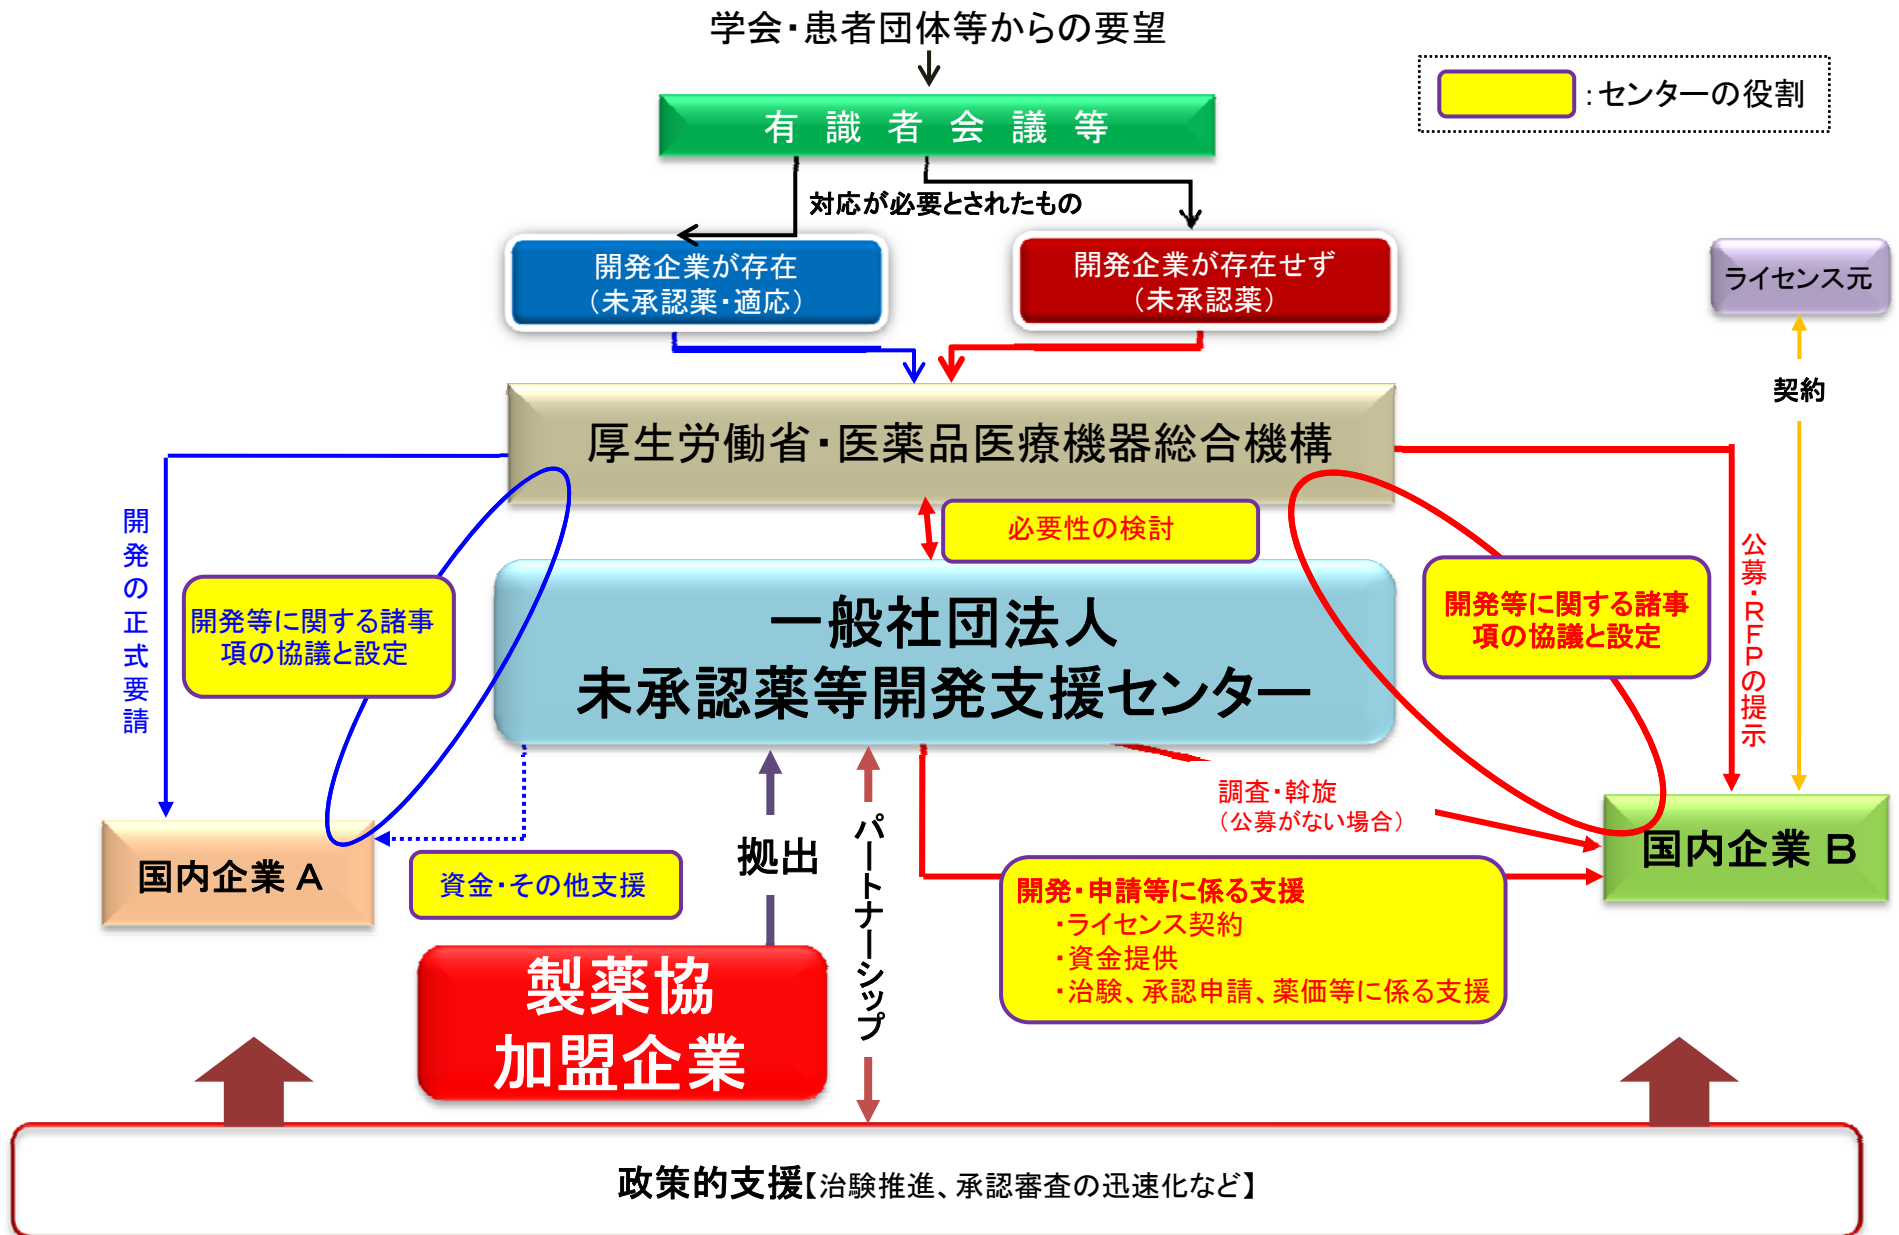 学会・患者団体等からの要望
:センターの役割
有識者会議等
対応が必要とされたもの
開発企業が存在
(未承認薬・適応)
開発企業が存在せず
(未承認薬)
ライセンス元
契約
厚生労働省・医薬品医療機器総合機構
開発の正式要請
必要性の検討
公募・RFPの提示
開発等に関する諸事
項の協議と設定
一般社団法人
未承認薬等開発支援センター
開発等に関する諸事
項の協議と設定
調査・斡旋
(公募がない場合)
国内企業A
資金・その他支援
拠出
パートナーシップ
国内企業B
開発・申請等に係る支援
・ライセンス契約
・資金提供
・治験、承認申請、薬価等に係る支援
製薬協
加盟企業
政策的支援【治験推進、承認審査の迅速化など】